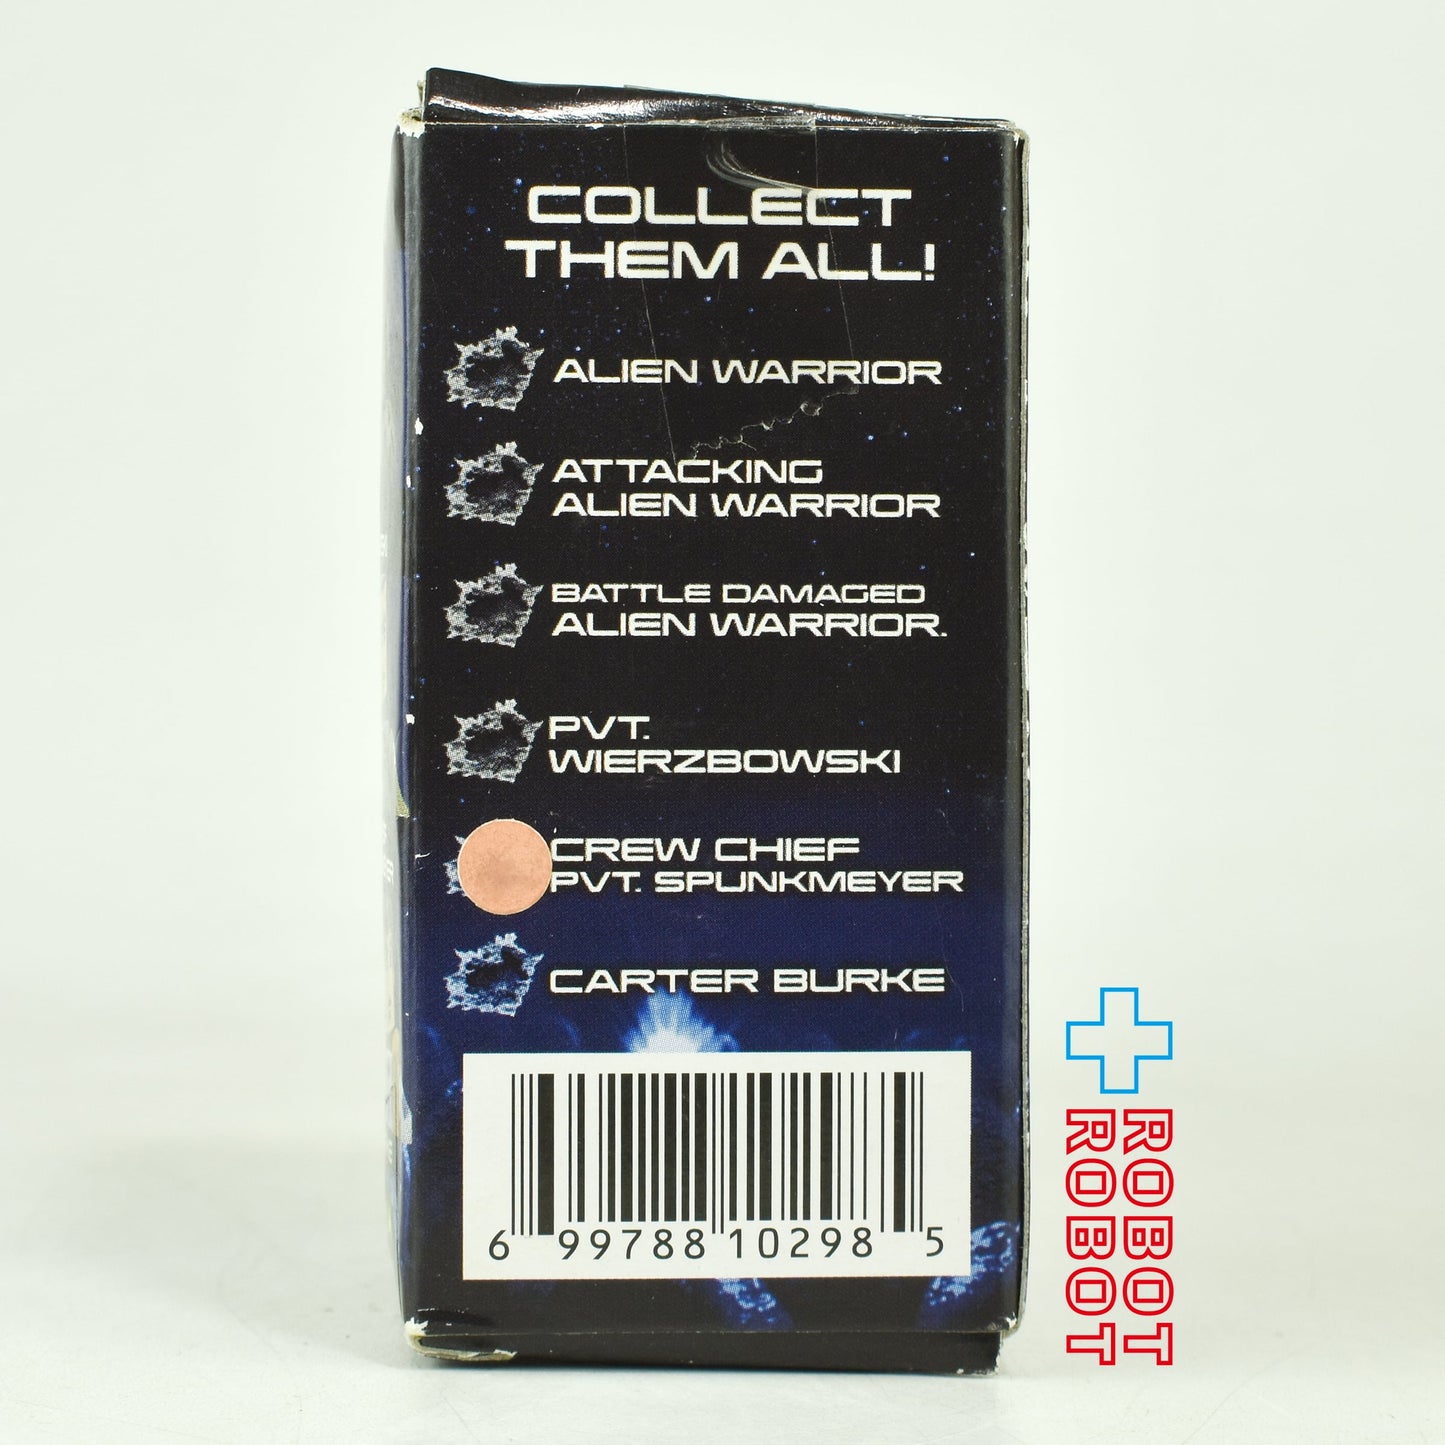 COLLECT
THEM ALL!
ALIEN WARRIOR
ATTACKING
ALIEN WARRIOR
BATTLE DAMAGED
ALIEN WARRIOR.
PVT.
WIERZBOWSKI
CREW CHIEF
PVT. SPUNKMEYER
CARTER BURKE
6 99788 10298 5
ROBOT
ROBOT